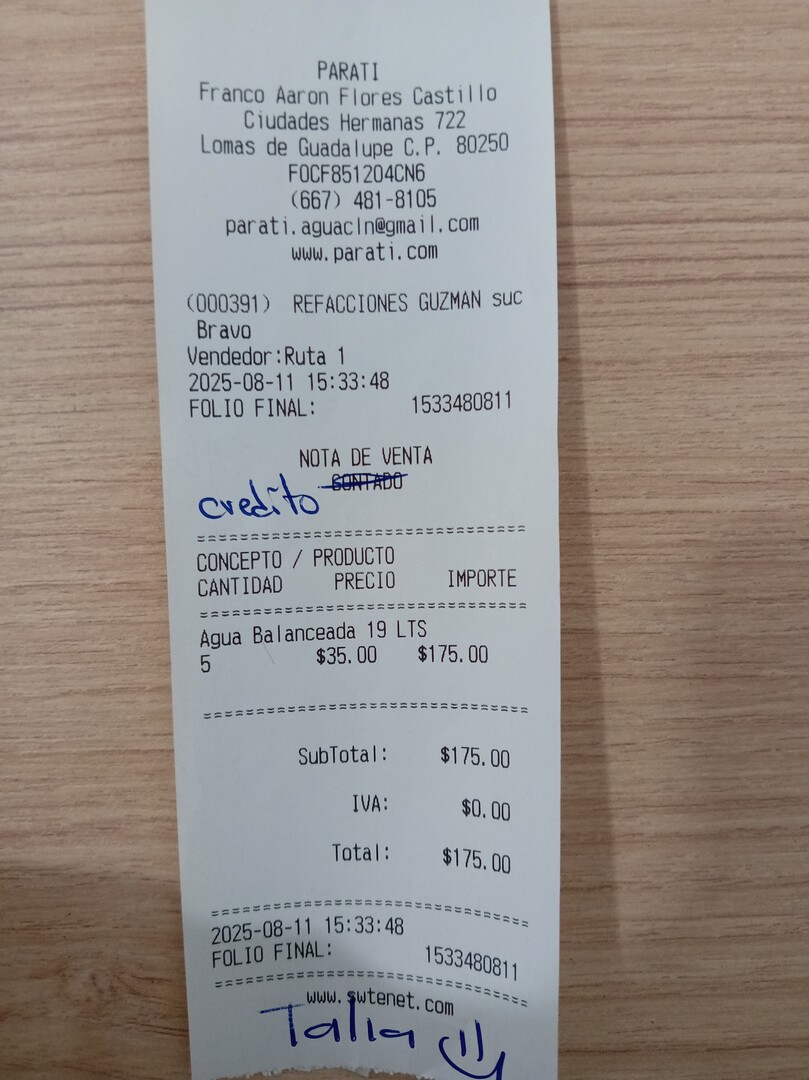 PARATI
Franco Aaron Flores Castillo
Ciudades Hermanas 722
Lomas de Guadalupe C.P. 80250
FOCF851204CN6
(667) 481-8105
parati.aguacln@gmail.com
www.parati.com
(000391) REFACCIONES GUZMAN suc
Bravo
Vendedor:Ruta 1
2025-08-11 15:33:48
FOLIO FINAL: 1533480811
NOTA DE VENTA
CONTADO
credito
CONCEPTO / PRODUCTO
CANTIDAD PRECIO IMPORTE
Agua Balanceada 19 LTS
5 $35.00 $175.00
SubTotal: $175.00
IVA: $0.00
Total: $175.00
2025-08-11 15:33:48
FOLIO FINAL: 1533480811
www.swtenet.com
Talia